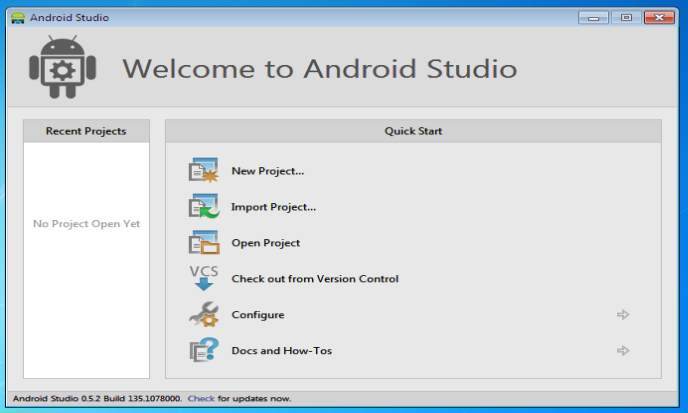 Android Studio
Welcome to Android Studio
Recent Projects
No Project Open Yet
Quick Start
New Project...
Import Project...
Open Project
VCS
Check out from Version Control
Configure
Docs and How-Tos
Android Studio 0.5.2 Build 135.1078000. Check for updates now.